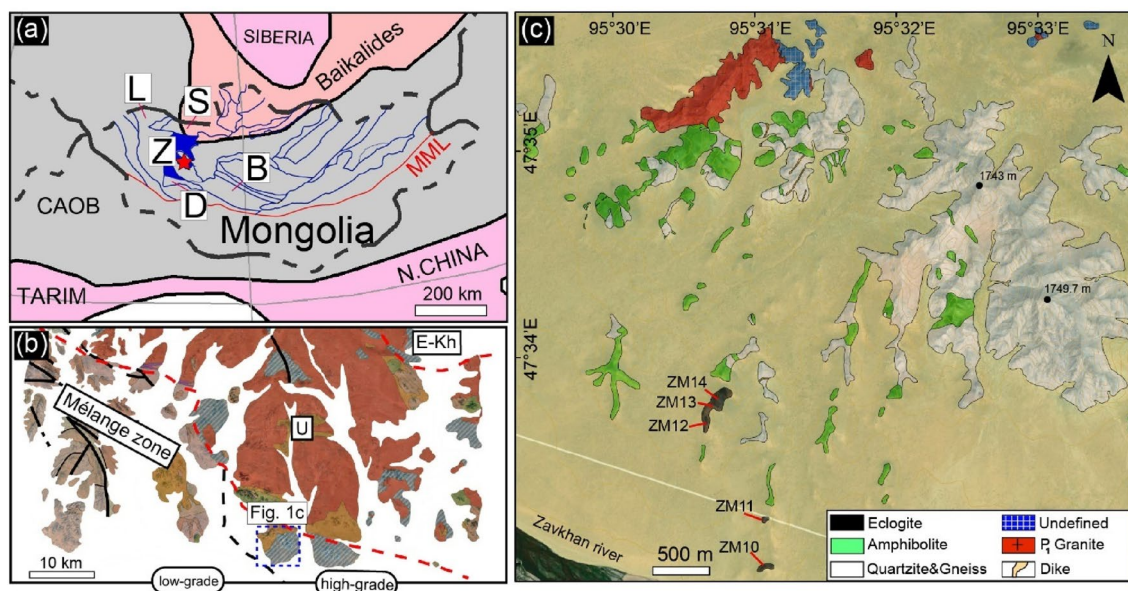 (a)
SIBERIA
Baikalides
L
S
Z
B
D
MML
CAOB
Mongolia
N.CHINA
TARIM
200 km
(b)
E-Kh
Mélange zone
U
Fig. 1c
10 km
low-grade
high-grade
(c)
95°30'E
95°31'E
95°32'E
95°33'E
N
47°35'E
47°34'E
1743 m
1749.7 m
ZM14
ZM13
ZM12
ZM11
ZM10
Zavkhan river
500 m
Eclogite
Amphibolite
Quartzite&Gneiss
Undefined
P₁ Granite
Dike